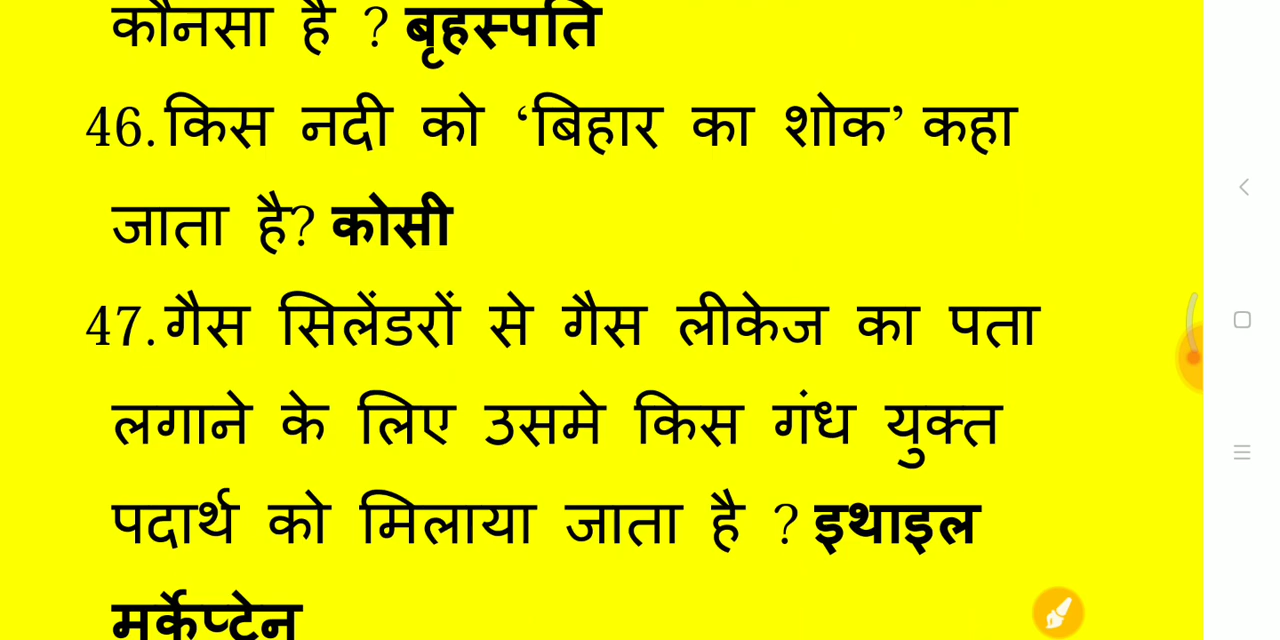 कौनसा है ? बृहस्पति
46. किस नदी को ‘बिहार का शोक’ कहा
जाता है? कोसी
47. गैस सिलेंडरों से गैस लीकेज का पता
लगाने के लिए उसमे किस गंध युक्त
पदार्थ को मिलाया जाता है ? इथाइल
मर्केप्टेन